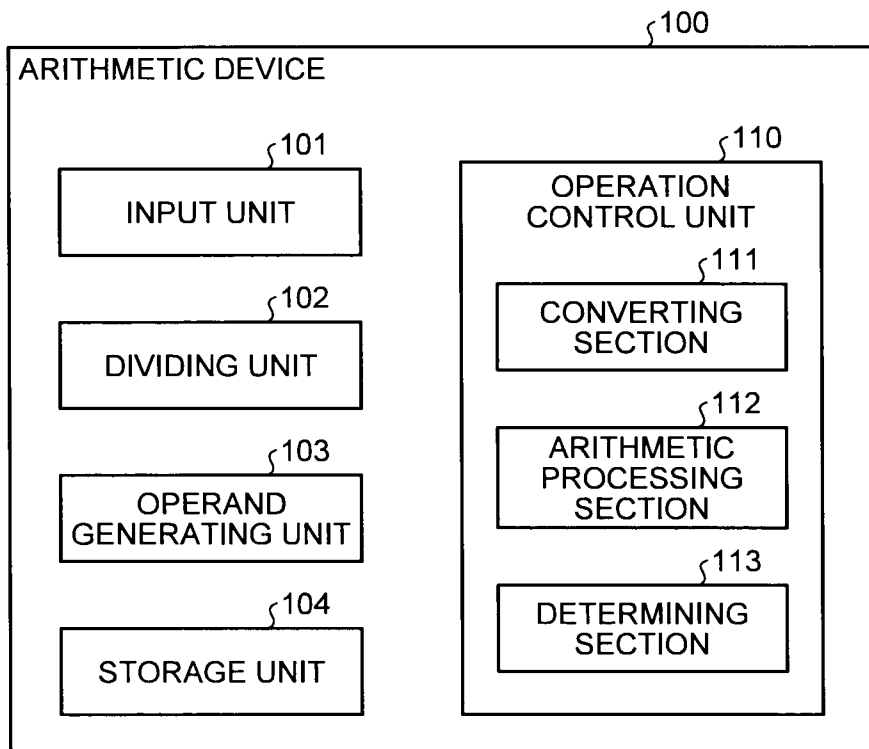 100
ARITHMETIC DEVICE
101
INPUT UNIT
102
DIVIDING UNIT
103
OPERAND
GENERATING UNIT
104
STORAGE UNIT
110
OPERATION
CONTROL UNIT
111
CONVERTING
SECTION
112
ARITHMETIC
PROCESSING
SECTION
113
DETERMINING
SECTION